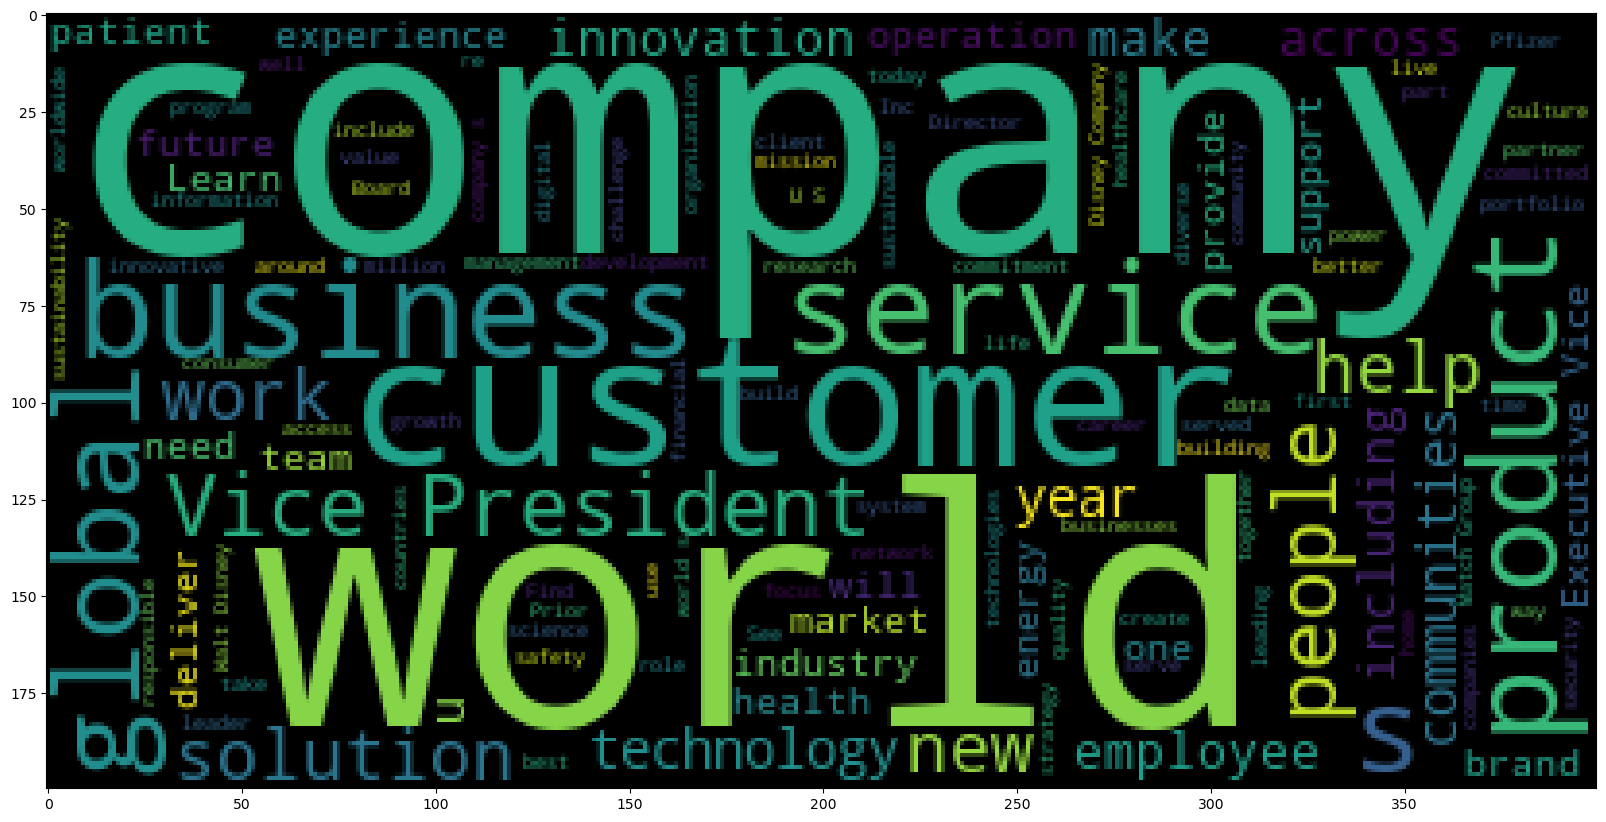 0
25
50
75
100
125
150
175
0 50 100 150 200 250 300 350
patient
experience
innovation
operation
make
across
Pfizer
well
re
today
Disney Company
live
part
company
worldwide
program
organization
Inc
healthcare
culture
future
include
company s
client
Director
provide
support
value
digital
challenge
mission
community
partner
Learn
Board
u s
sustainable
diverse
committed
information
portfolio
sustainability
innovative
around
million
management
development
research
commitment
power
better
business
service
product
Executive Vice
life
help
consumer
work
customer
financial
build
growth
data
first
time
global
need
access
team
career
served
building
people
including
communities
Vice President
countries
system
year
businesses
together
technologies
Match Group
world
deliver
Walt Disney
responsible
network
will
focus
use
world u
energy
quality
leading
Find
Prior
science
safety
market
See
create
one
serve
way
home
security
companies
industry
role
take
health
strategy
u
leader
solution
best
technology
new
employee
S
brand